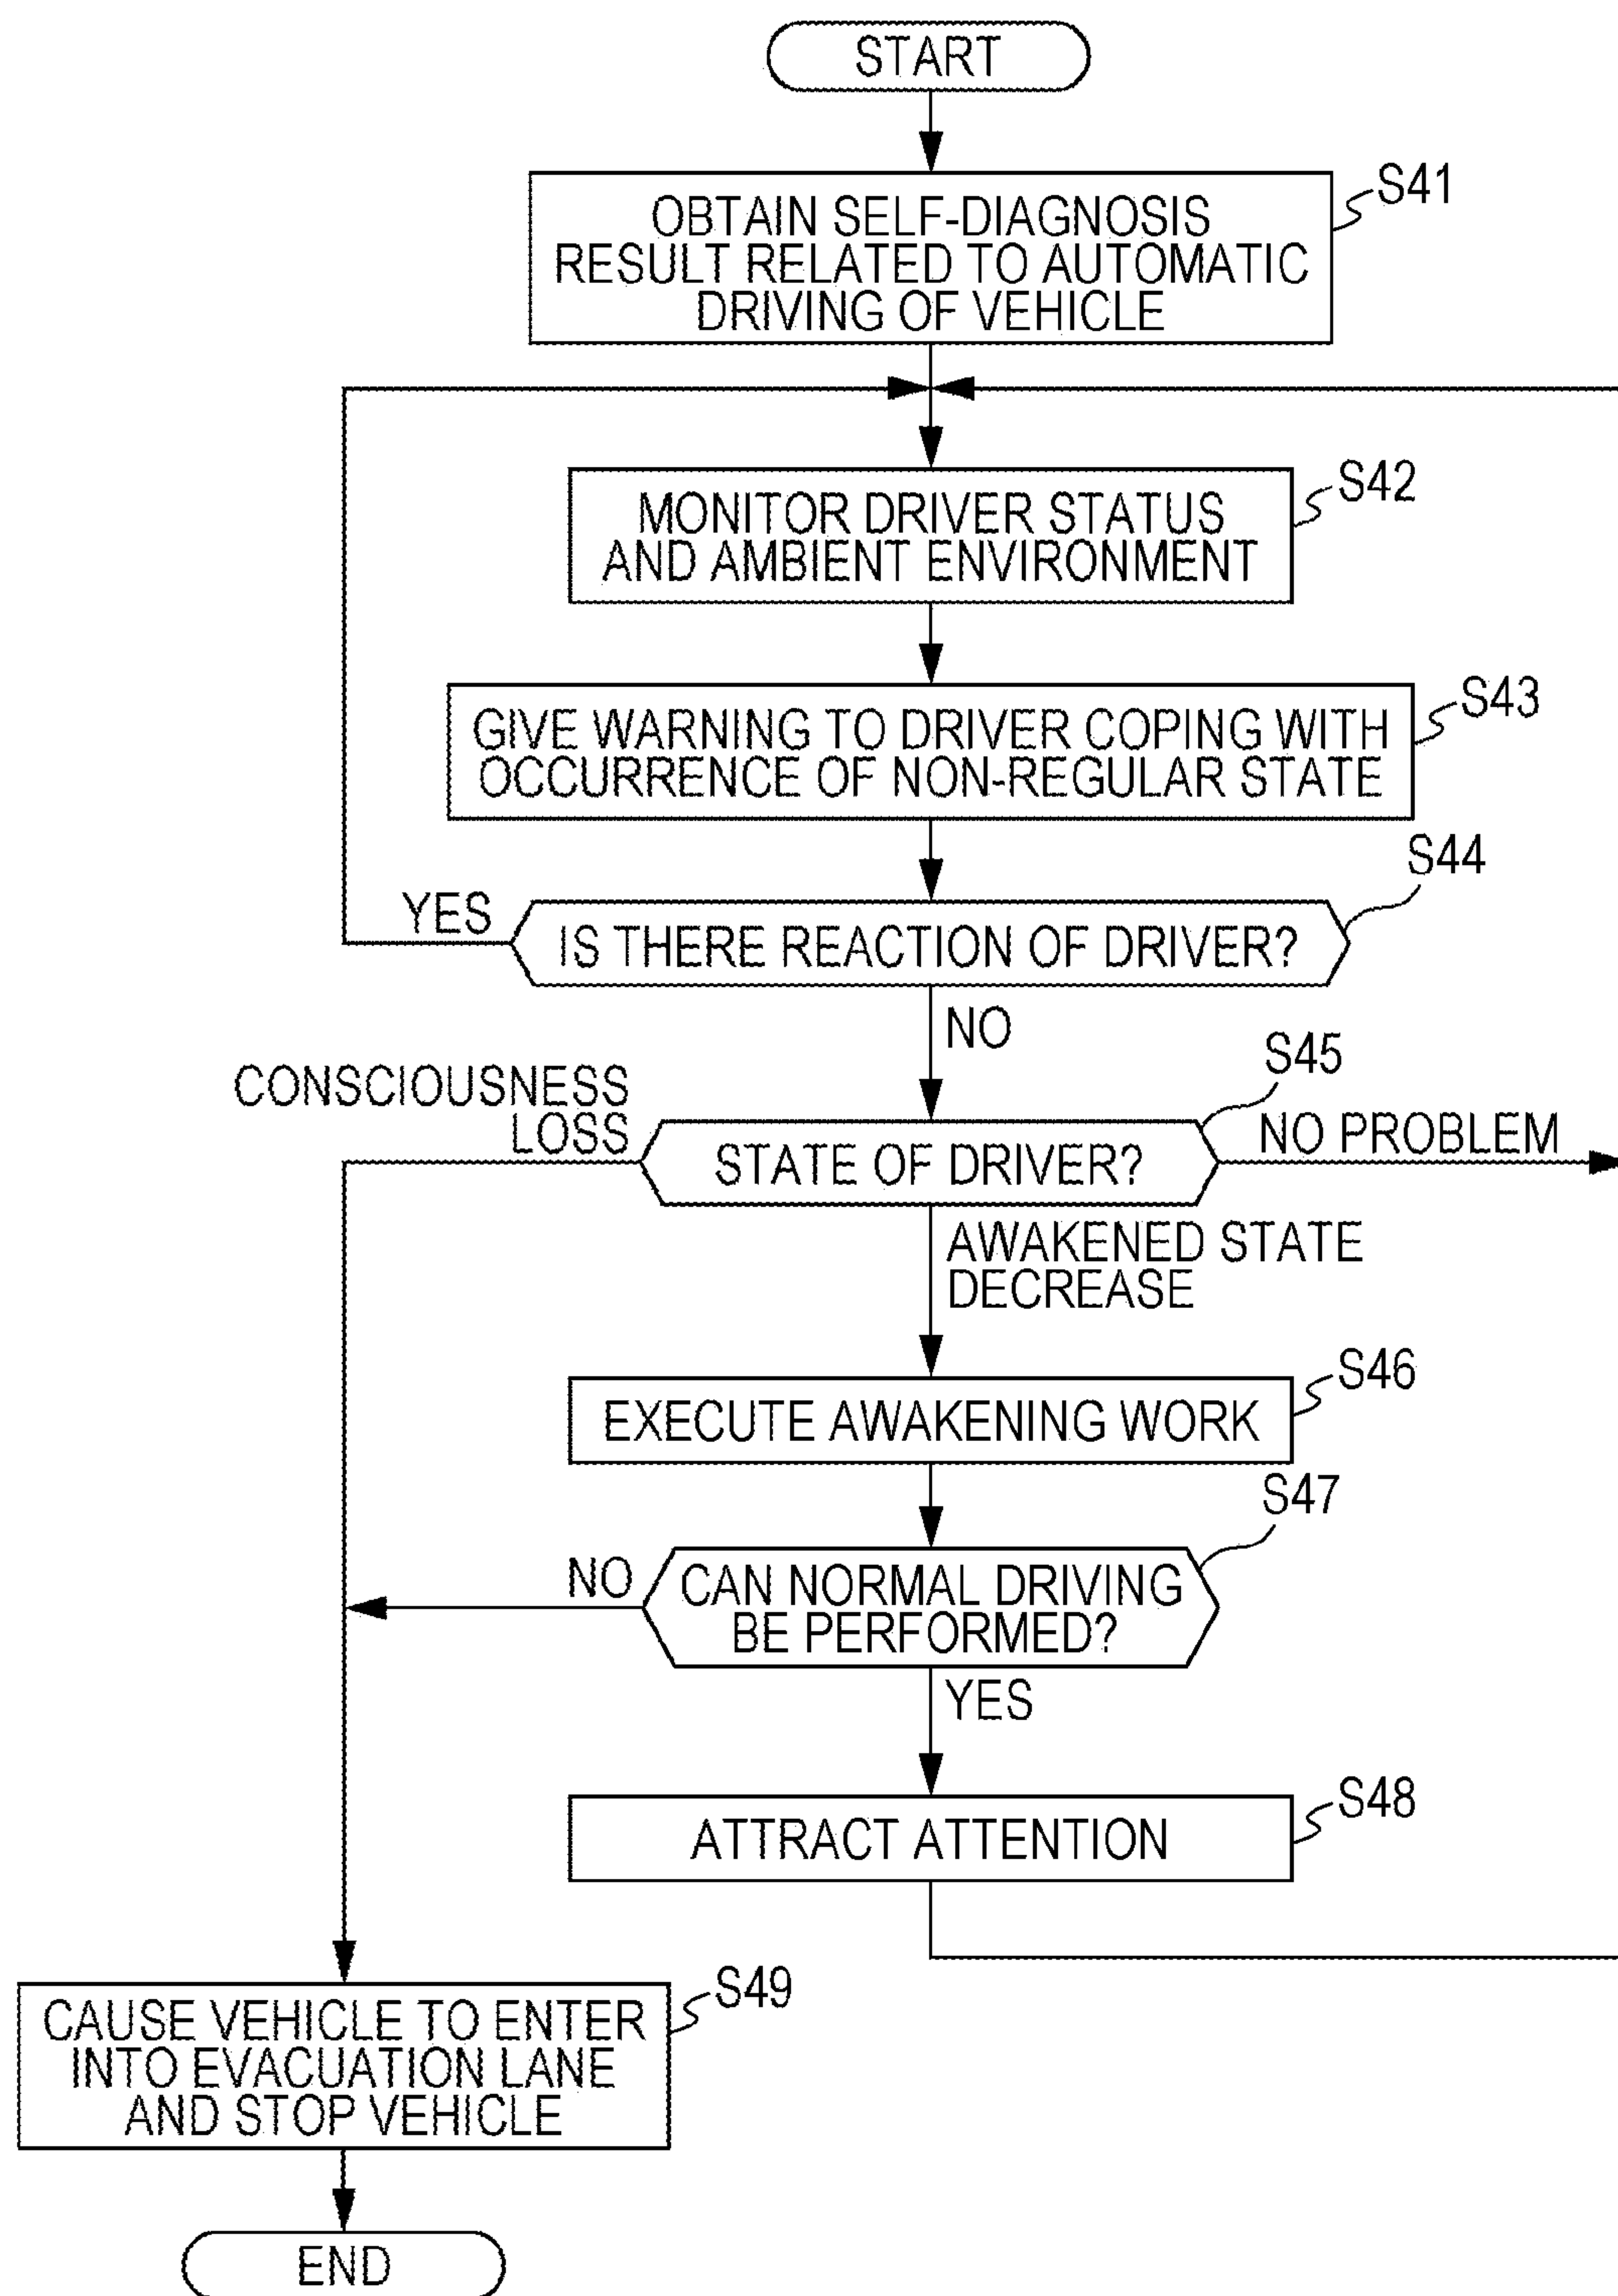 START
S41
OBTAIN SELF-DIAGNOSIS
RESULT RELATED TO AUTOMATIC
DRIVING OF VEHICLE
S42
MONITOR DRIVER STATUS
AND AMBIENT ENVIRONMENT
S43
GIVE WARNING TO DRIVER COPING WITH
OCCURRENCE OF NON-REGULAR STATE
S44
YES
IS THERE REACTION OF DRIVER?
NO
S45
CONSCIOUSNESS
LOSS
STATE OF DRIVER?
NO PROBLEM
AWAKENED STATE
DECREASE
S46
EXECUTE AWAKENING WORK
S47
NO
CAN NORMAL DRIVING
BE PERFORMED?
YES
S48
ATTRACT ATTENTION
S49
CAUSE VEHICLE TO ENTER
INTO EVACUATION LANE
AND STOP VEHICLE
END